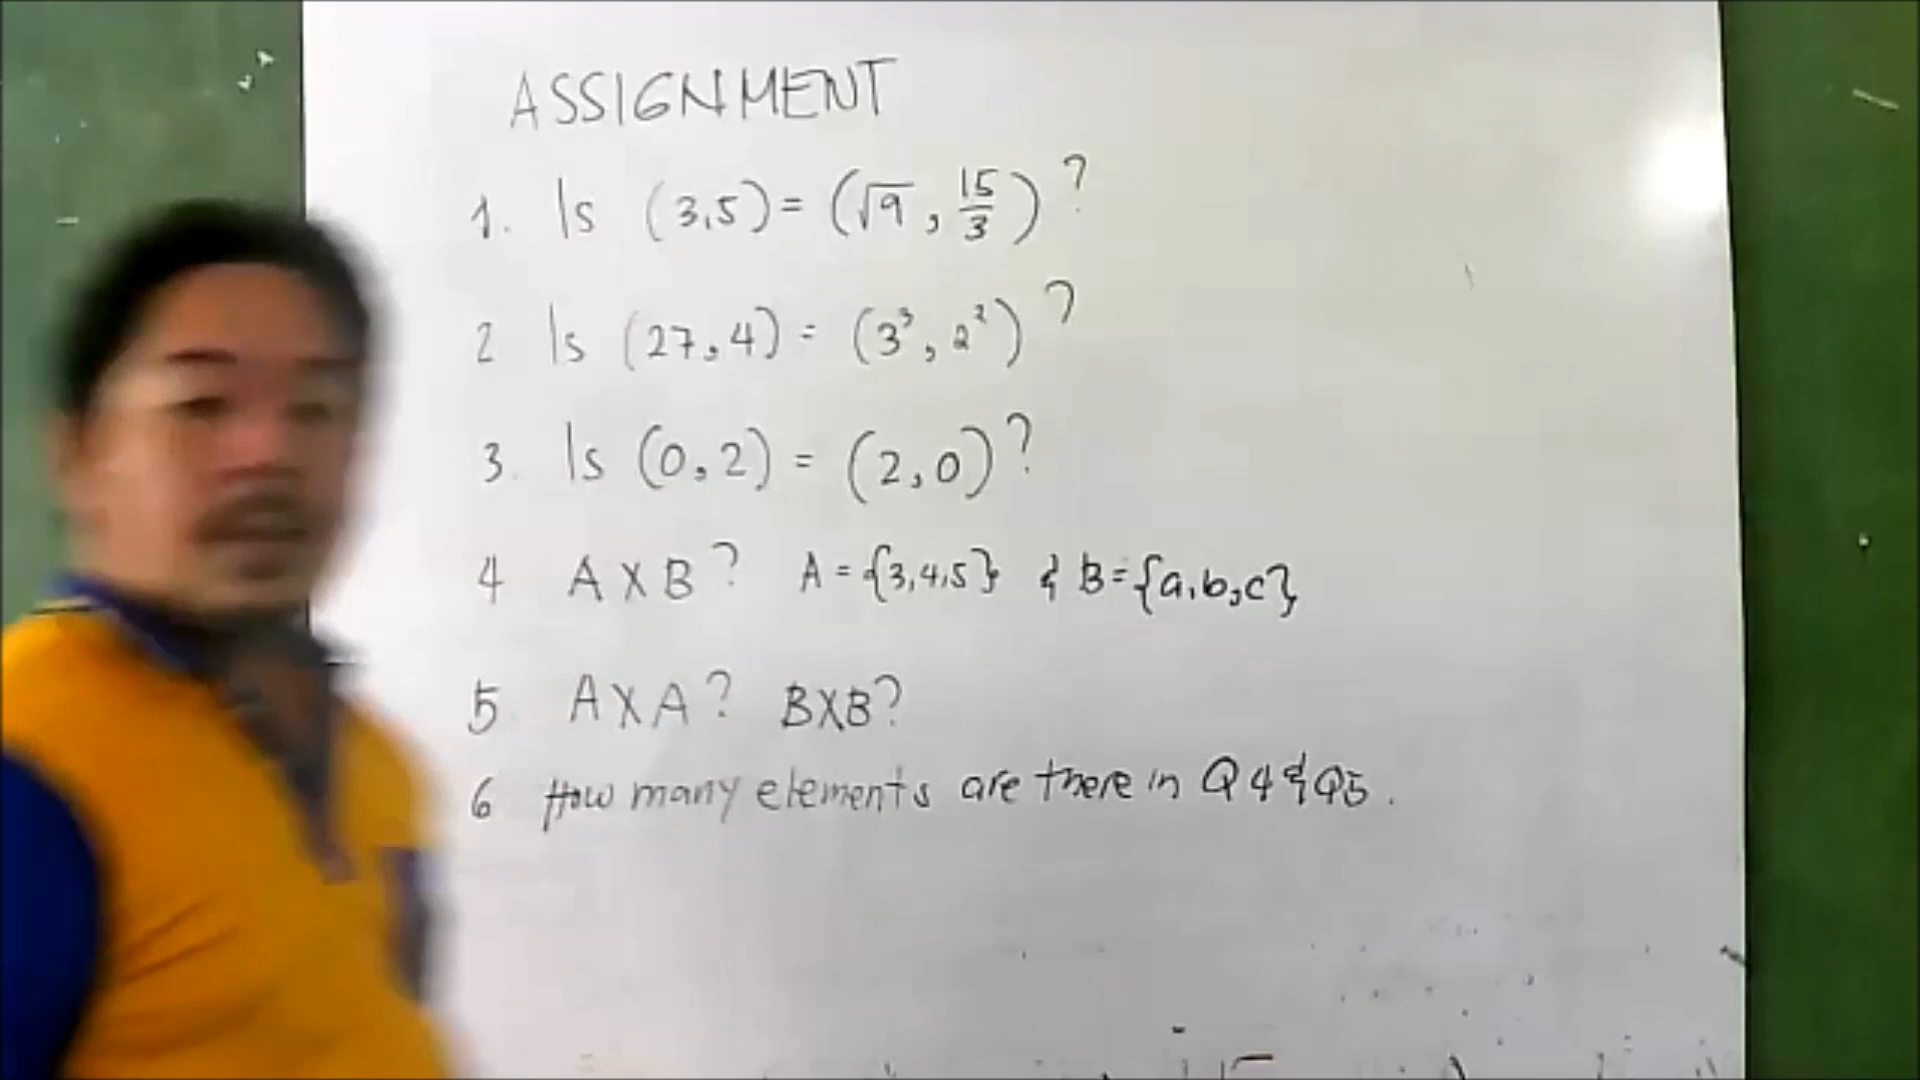 ASSIGNMENT
1. Is (3,5) = (√9, 15/3)?
2 Is (27,4) = (3³, 2²)?
3. Is (0,2) = (2,0)?
4 A X B? A = {3,4,5} & B = {a,b,c}
5 A X A? B X B?
6 How many elements are there in Q4 & Q5.